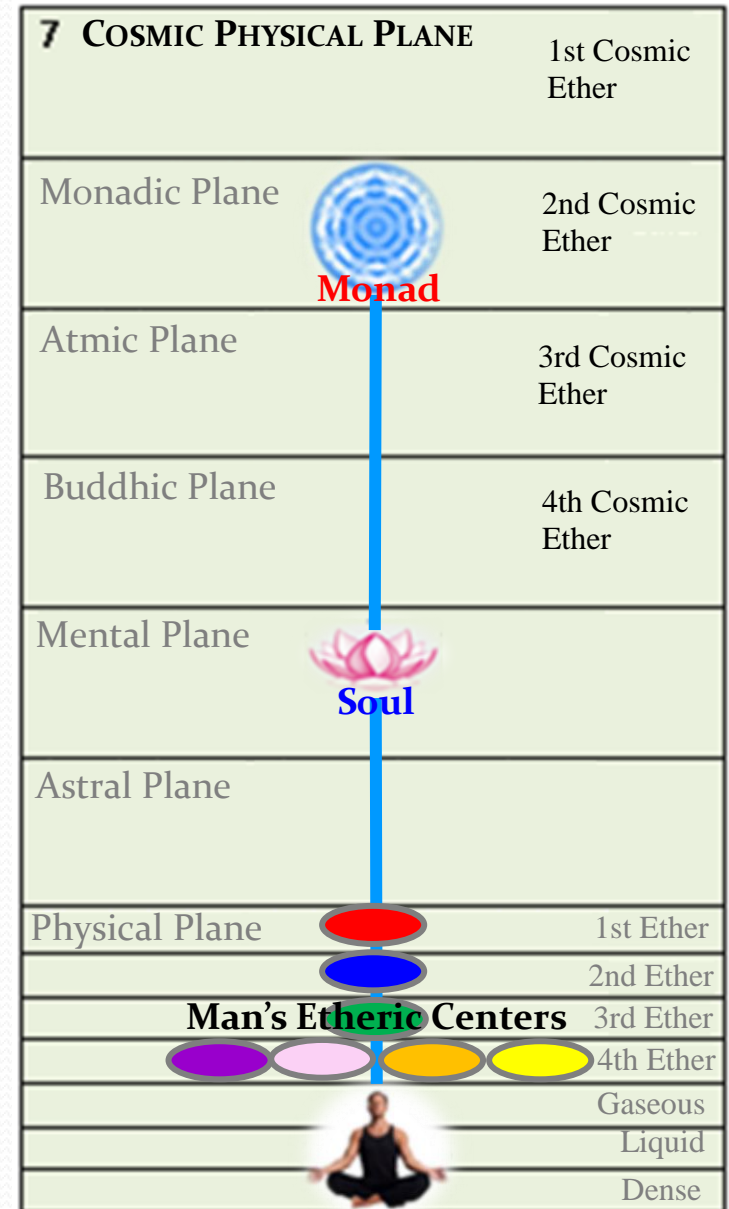 7 COSMIC PHYSICAL PLANE
1st Cosmic
Ether
Monadic Plane
2nd Cosmic
Ether
Monad
Atmic Plane
3rd Cosmic
Ether
Buddhic Plane
4th Cosmic
Ether
Mental Plane
Soul
Astral Plane
Physical Plane
1st Ether
2nd Ether
Man's Etheric Centers
3rd Ether
4th Ether
Gaseous
Liquid
Dense